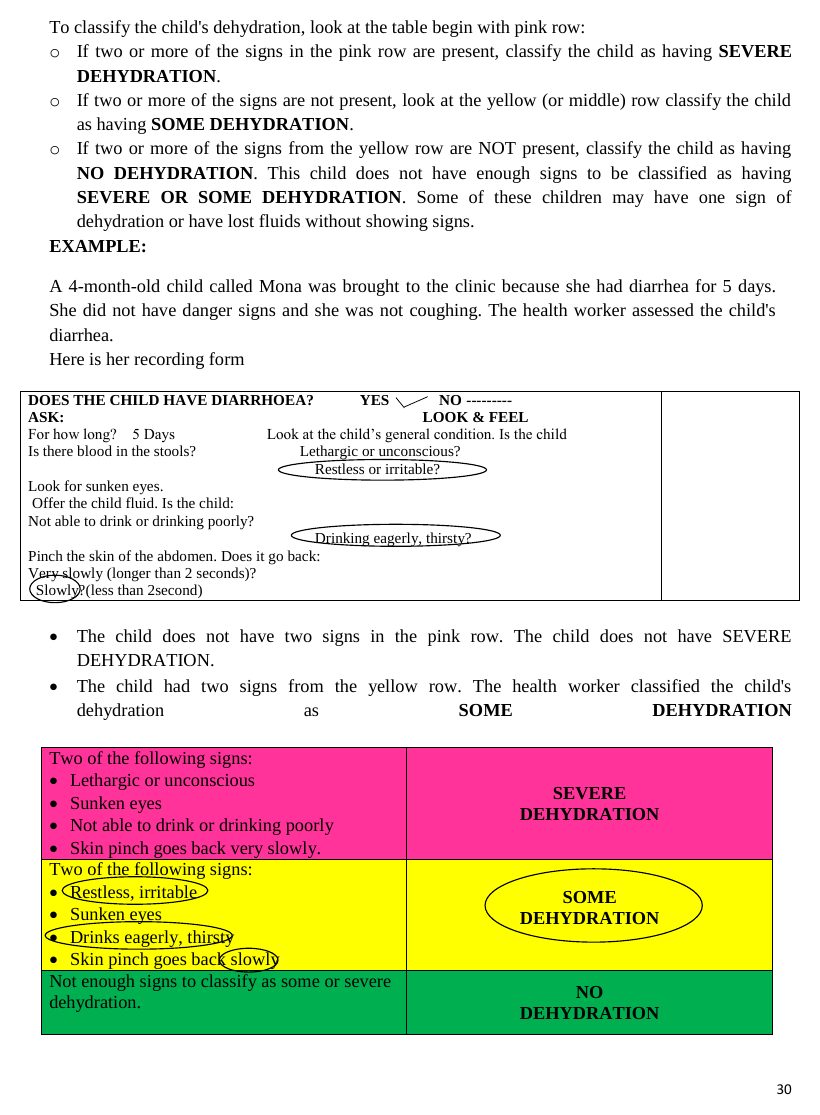 To classify the child's dehydration, look at the table begin with pink row:
o If two or more of the signs in the pink row are present, classify the child as having SEVERE
DEHYDRATION.
o If two or more of the signs are not present, look at the yellow (or middle) row classify the child
as having SOME DEHYDRATION.
o If two or more of the signs from the yellow row are NOT present, classify the child as having
NO DEHYDRATION. This child does not have enough signs to be classified as having
SEVERE OR SOME DEHYDRATION. Some of these children may have one sign of
dehydration or have lost fluids without showing signs.
EXAMPLE:
A 4-month-old child called Mona was brought to the clinic because she had diarrhea for 5 days.
She did not have danger signs and she was not coughing. The health worker assessed the child's
diarrhea.
Here is her recording form
DOES THE CHILD HAVE DIARRHOEA? YES NO ---------
ASK: LOOK & FEEL
For how long? 5 Days Look at the child’s general condition. Is the child
Is there blood in the stools? Lethargic or unconscious?
Restless or irritable?
Look for sunken eyes.
Offer the child fluid. Is the child:
Not able to drink or drinking poorly?
Drinking eagerly, thirsty?
Pinch the skin of the abdomen. Does it go back:
Very slowly (longer than 2 seconds)?
Slowly?(less than 2second)
• The child does not have two signs in the pink row. The child does not have SEVERE
DEHYDRATION.
• The child had two signs from the yellow row. The health worker classified the child's
dehydration as SOME DEHYDRATION
Two of the following signs:
• Lethargic or unconscious
• Sunken eyes
• Not able to drink or drinking poorly
• Skin pinch goes back very slowly.
SEVERE
DEHYDRATION
Two of the following signs:
• Restless, irritable
• Sunken eyes
• Drinks eagerly, thirsty
• Skin pinch goes back slowly
SOME
DEHYDRATION
Not enough signs to classify as some or severe
dehydration.
NO
DEHYDRATION
30